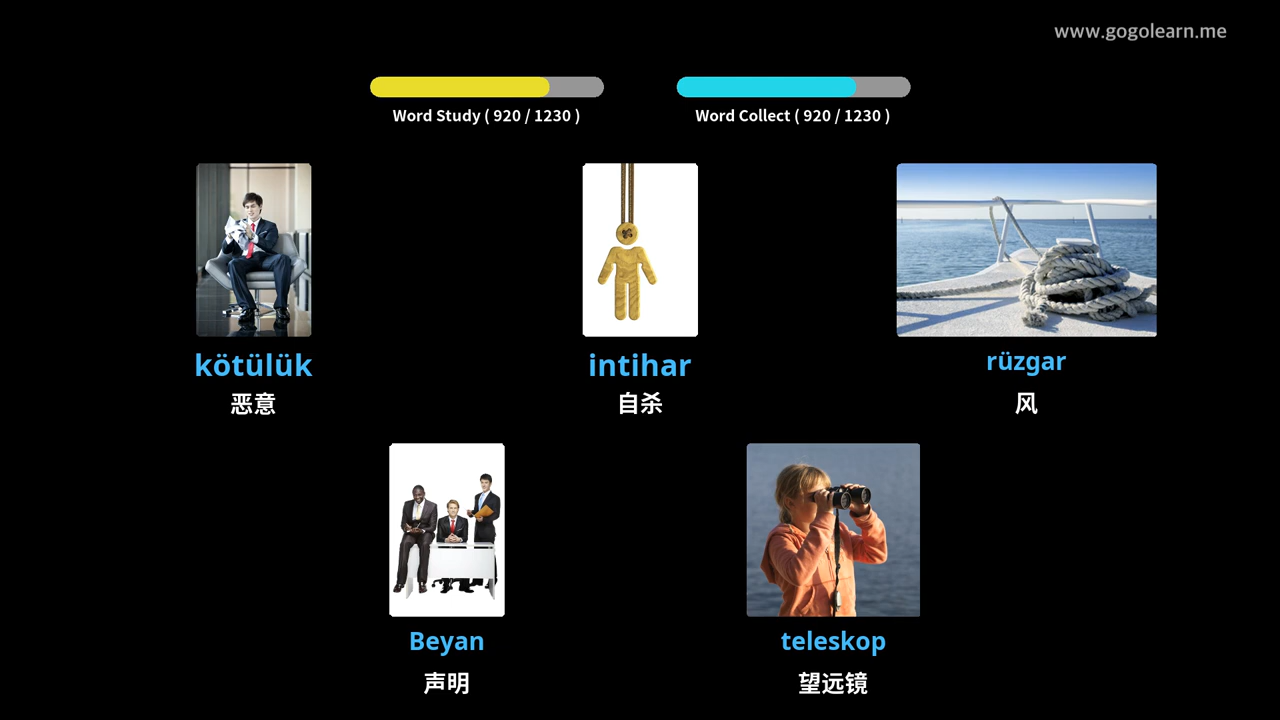 www.gogolearn.me
Word Study ( 920 / 1230 )
Word Collect ( 920 / 1230 )
kötülük
恶意
intihar
自杀
rüzgar
风
Beyan
声明
teleskop
望远镜